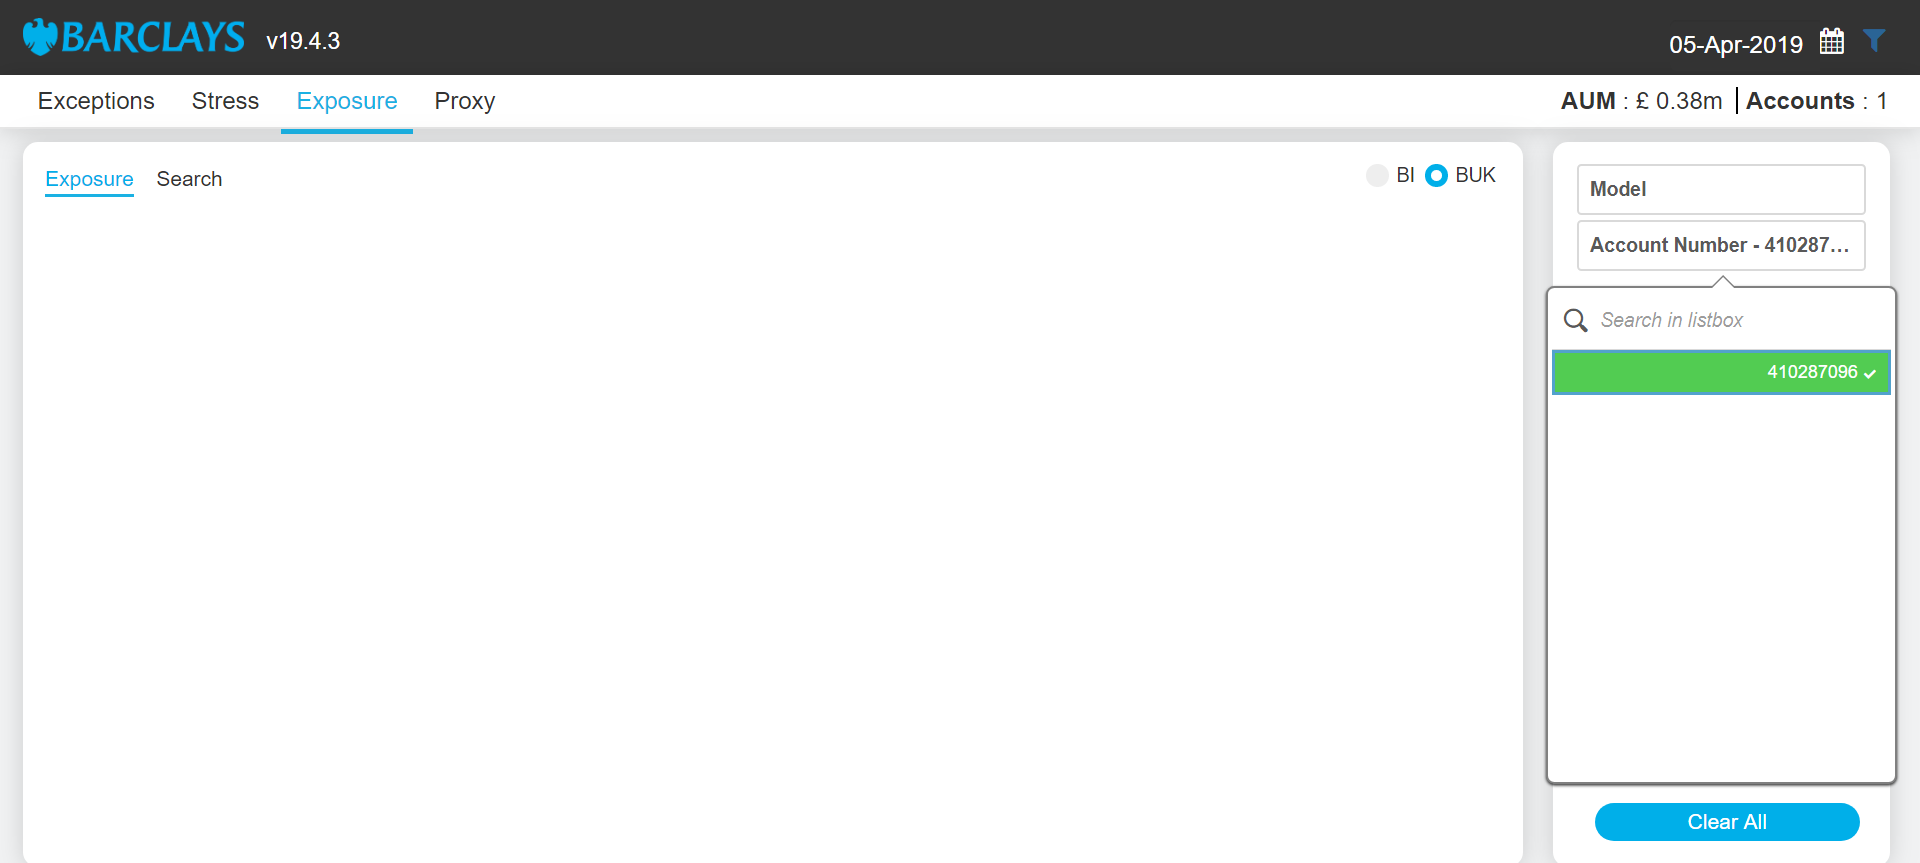 BARCLAYS v19.4.3
05-Apr-2019
Exceptions Stress Exposure Proxy
AUM : £ 0.38m Accounts : 1
Exposure Search
BI BUK
Model
Account Number - 410287...
Search in listbox
410287096
Clear All